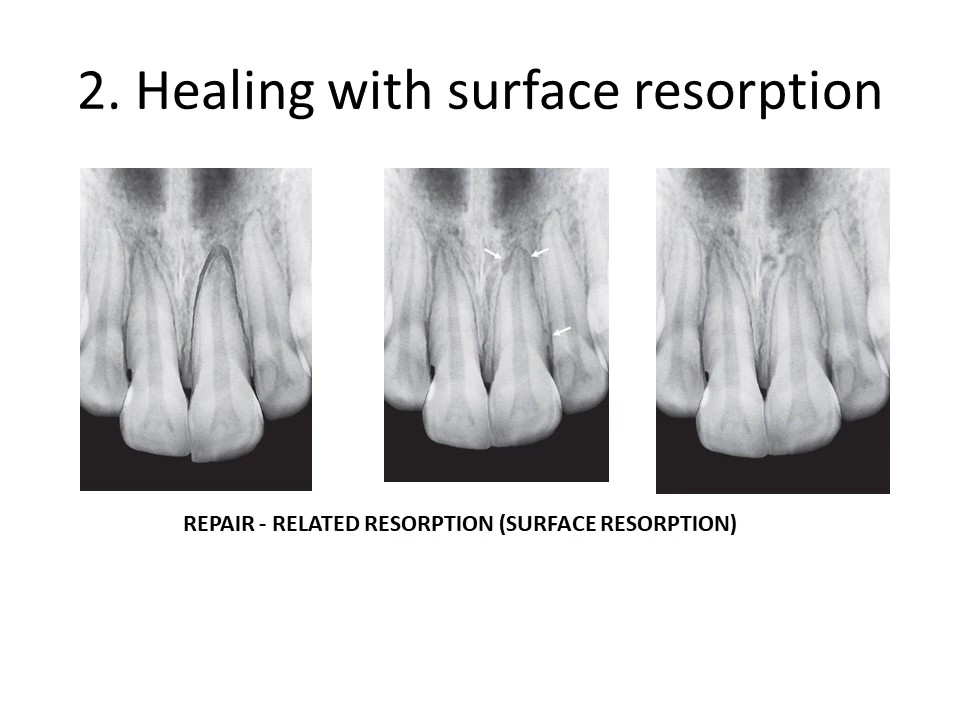 2. Healing with surface resorption
REPAIR - RELATED RESORPTION (SURFACE RESORPTION)